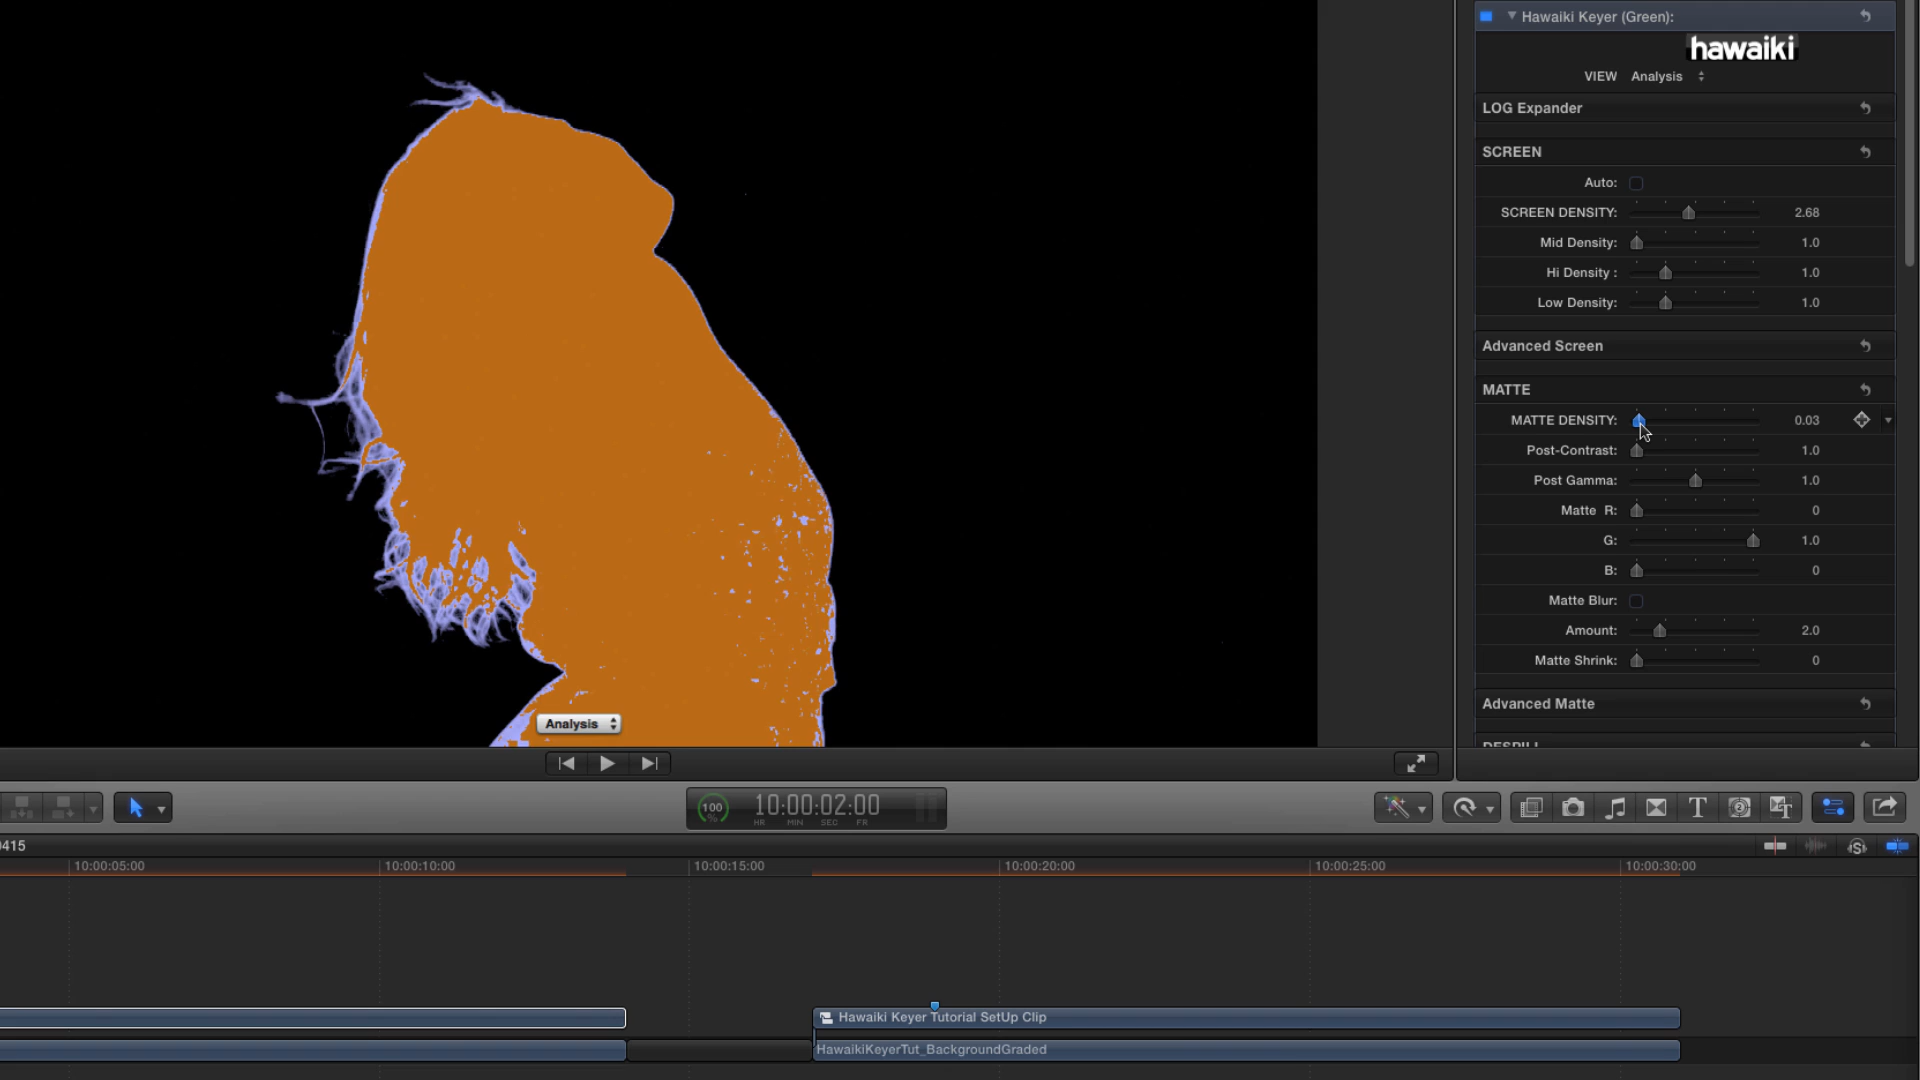 Hawaiki Keyer (Green):
hawaiki
VIEW Analysis
LOG Expander
SCREEN
Auto:
SCREEN DENSITY: 2.68
Mid Density: 1.0
Hi Density : 1.0
Low Density: 1.0
Advanced Screen
MATTE
MATTE DENSITY: 0.03
Post-Contrast: 1.0
Post Gamma: 1.0
Matte R: 0
G: 1.0
B: 0
Matte Blur:
Amount: 2.0
Matte Shrink: 0
Advanced Matte
DESPILL
Analysis
100 %
10:00:02:00
HR MIN SEC FR
0415
10:00:05:00 10:00:10:00 10:00:15:00 10:00:20:00 10:00:25:00 10:00:30:00
Hawaiki Keyer Tutorial SetUp Clip
HawaikiKeyerTut_BackgroundGraded